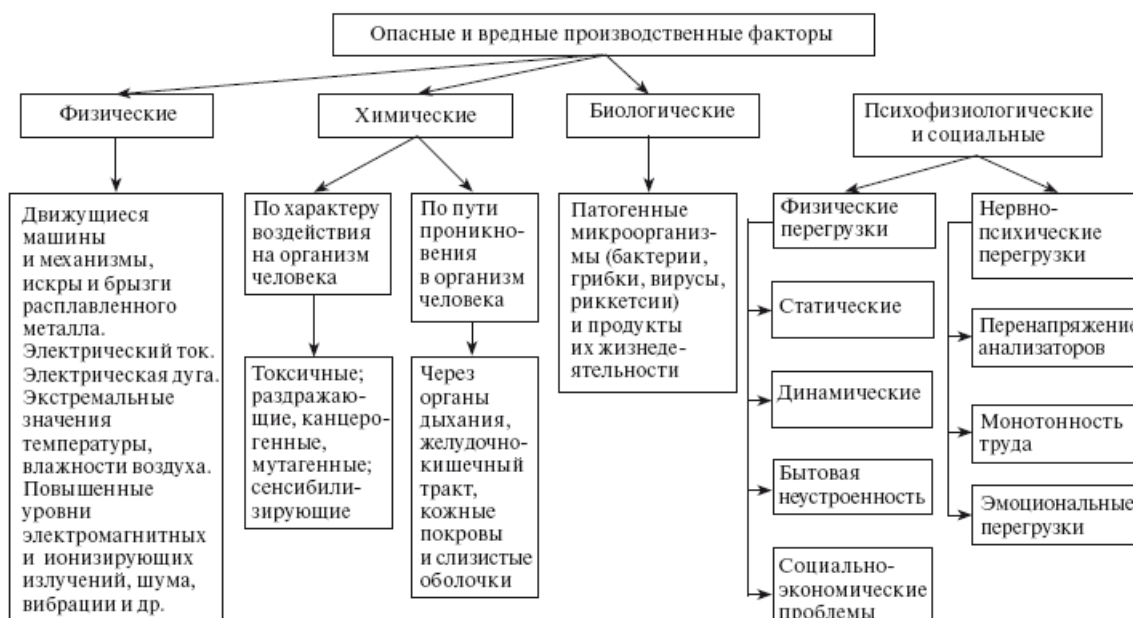 Опасные и вредные производственные факторы
Физические
Химические
Биологические
Психофизиологические
и социальные
Движущиеся
машины
и механизмы,
искры и брызги
расплавленного
металла.
Электрический ток.
Электрическая дуга.
Экстремальные
значения
температуры,
влажности воздуха.
Повышенные
уровни
электромагнитных
и ионизирующих
излучений, шума,
вибрации и др.
По характеру
воздействия
на организм
человека
Токсичные;
раздражаю-
щие, канцеро-
генные,
мутагенные;
сенсибили-
зирующие
По пути
проникно-
вения
в организм
человека
Через
органы
дыхания,
желудочно-
кишечный
тракт,
кожные
покровы
и слизистые
оболочки
Патогенные
микроорганиз-
мы (бактерии,
грибки, вирусы,
риккетсии)
и продукты
их жизнеде-
ятельности
Физические
перегрузки
Статические
Динамические
Бытовая
неустроенность
Социально-
экономические
проблемы
Нервно-
психические
перегрузки
Перенапряжение
анализаторов
Монотонность
труда
Эмоциональные
перегрузки